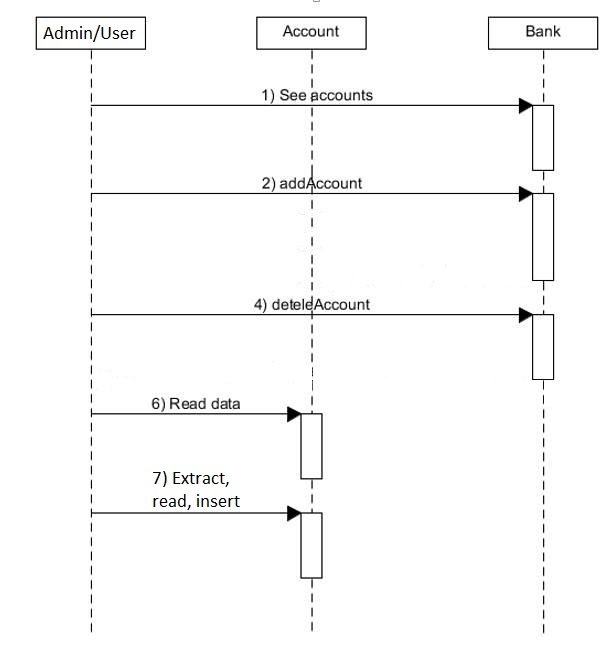 Admin/User
Account
Bank
1) See accounts
2) addAccount
4) deteleAccount
6) Read data
7) Extract,
read, insert